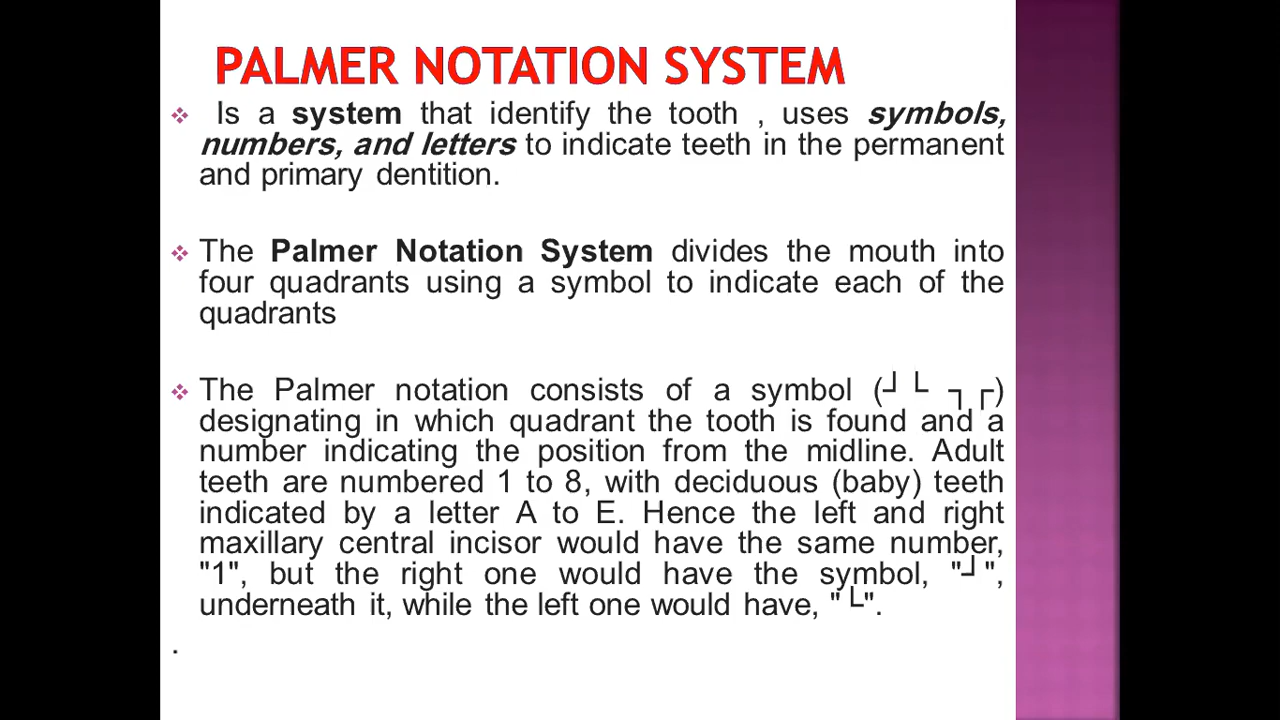 PALMER NOTATION SYSTEM
❖ Is a system that identify the tooth , uses symbols,
numbers, and letters to indicate teeth in the permanent
and primary dentition.
❖ The Palmer Notation System divides the mouth into
four quadrants using a symbol to indicate each of the
quadrants
❖ The Palmer notation consists of a symbol (┘└ ┐┌)
designating in which quadrant the tooth is found and a
number indicating the position from the midline. Adult
teeth are numbered 1 to 8, with deciduous (baby) teeth
indicated by a letter A to E. Hence the left and right
maxillary central incisor would have the same number,
"1", but the right one would have the symbol, "┘",
underneath it, while the left one would have, "└".
.